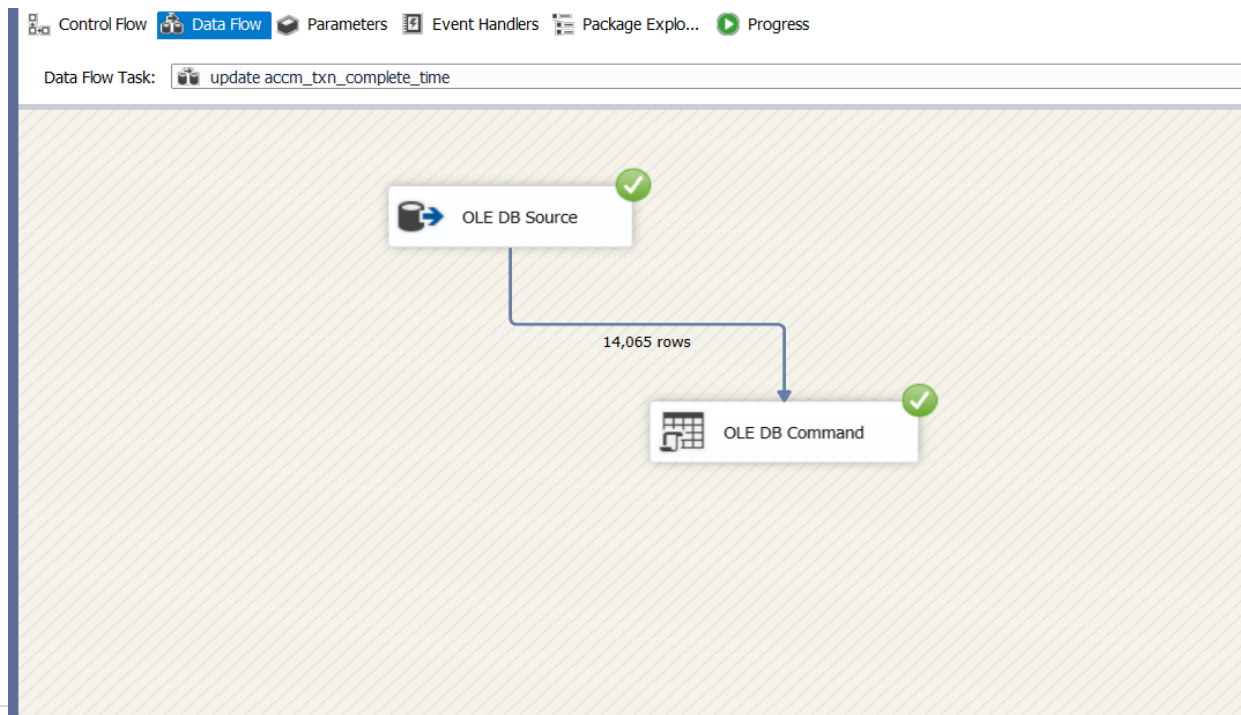 Control Flow Data Flow Parameters Event Handlers Package Explo... Progress
Data Flow Task: update accm_txn_complete_time
OLE DB Source
14,065 rows
OLE DB Command